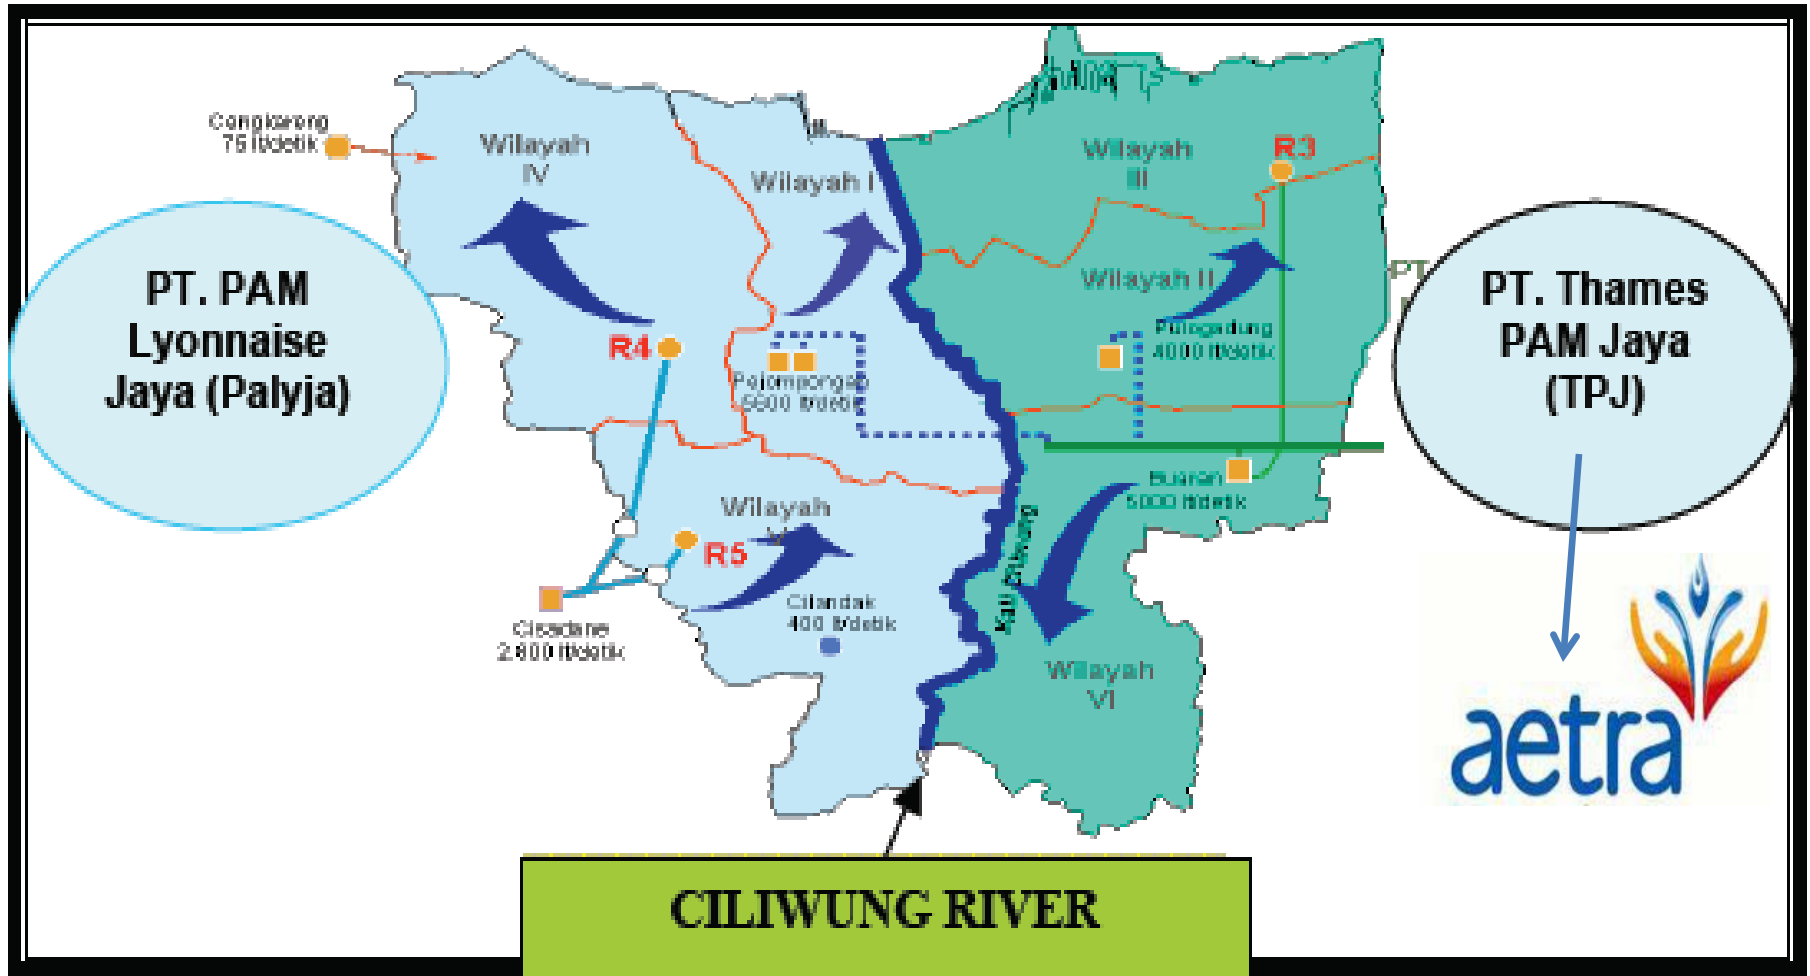 Cengkareng
75 lt/detik
Wilayah
IV
Wilayah I
Wilayah
III
R3
PT. PAM
Lyonnaise
Jaya (Palyja)
Wilayah II
PT
PT. Thames
PAM Jaya
(TPJ)
R4
Pejompongan
5600 lt/detik
Pulogadung
4000 lt/detik
Buaran
5000 lt/detik
Wilayah
V
R5
Kali Ciliwung
Cilandak
400 lt/detik
Cisadane
2.800 lt/detik
Wilayah
VI
aetra
CILIWUNG RIVER